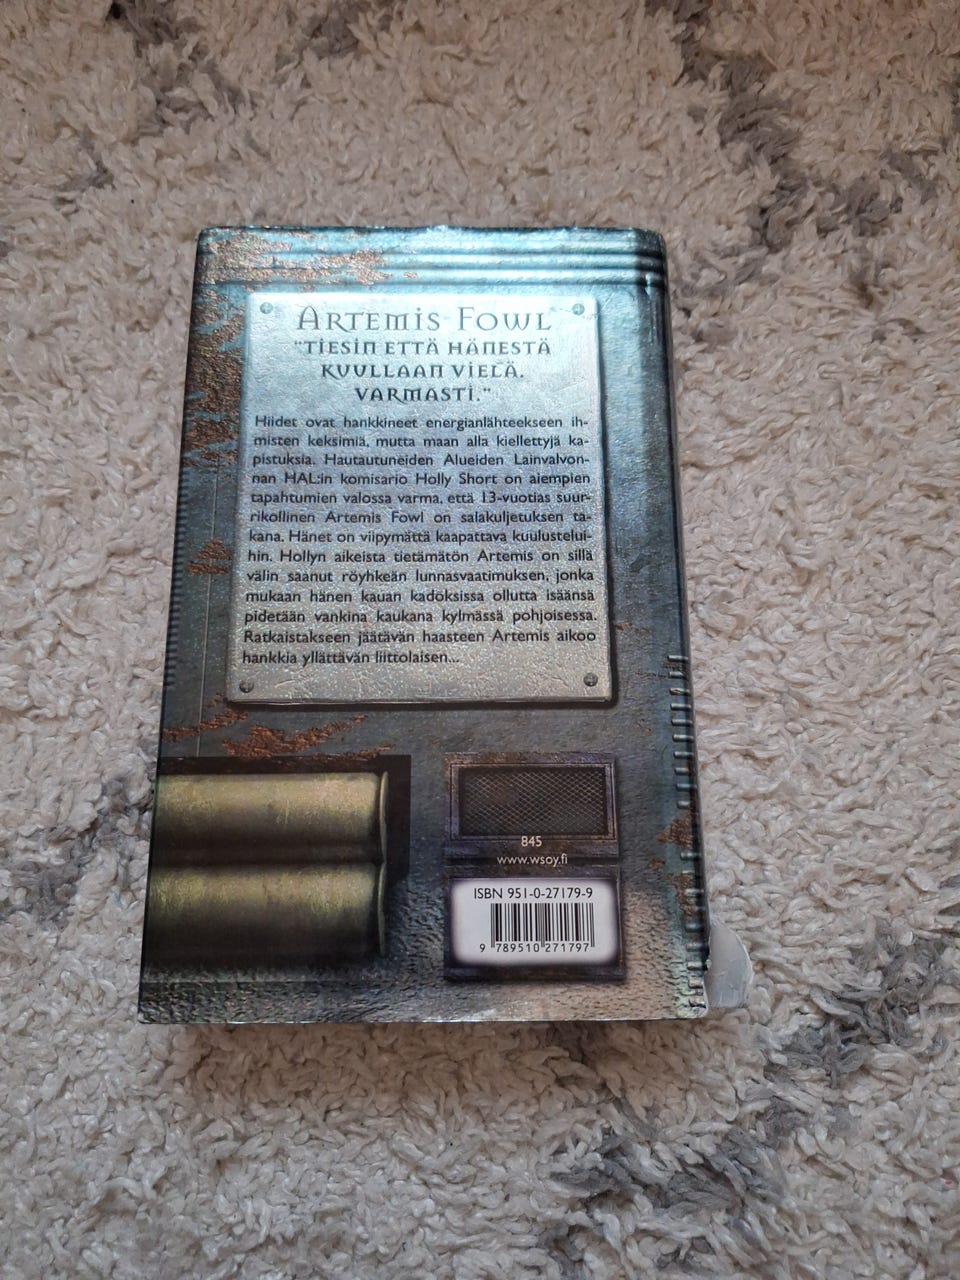 ARTEMIS FOWL
"TIESIN ETTÄ HÄNESTÄ
KUULLAAN VIELÄ.
VARMASTI."
Hiidet ovat hankkineet energianlähteekseen ih-
misten keksimiä, mutta maan alla kiellettyjä ka-
pistuksia. Hautautuneiden Alueiden Lainvalvon-
nan HAL:in komisario Holly Short on aiempien
tapahtumien valossa varma, että 13-vuotias suur-
rikollinen Artemis Fowl on salakuljetuksen ta-
kana. Hänet on viipymättä kaapattava kuulustelui-
hin. Hollyn aikeista tietämätön Artemis on sillä
välin saanut röyhkeän lunnasvaatimuksen, jonka
mukaan hänen kauan kadoksissa ollutta isäänsä
pidetään vankina kaukana kylmässä pohjoisessa.
Ratkaistakseen jäätävän haasteen Artemis aikoo
hankkia yllättävän liittolaisen...
845
www.wsoy.fi
ISBN 951-0-27179-9
9 789510 271797